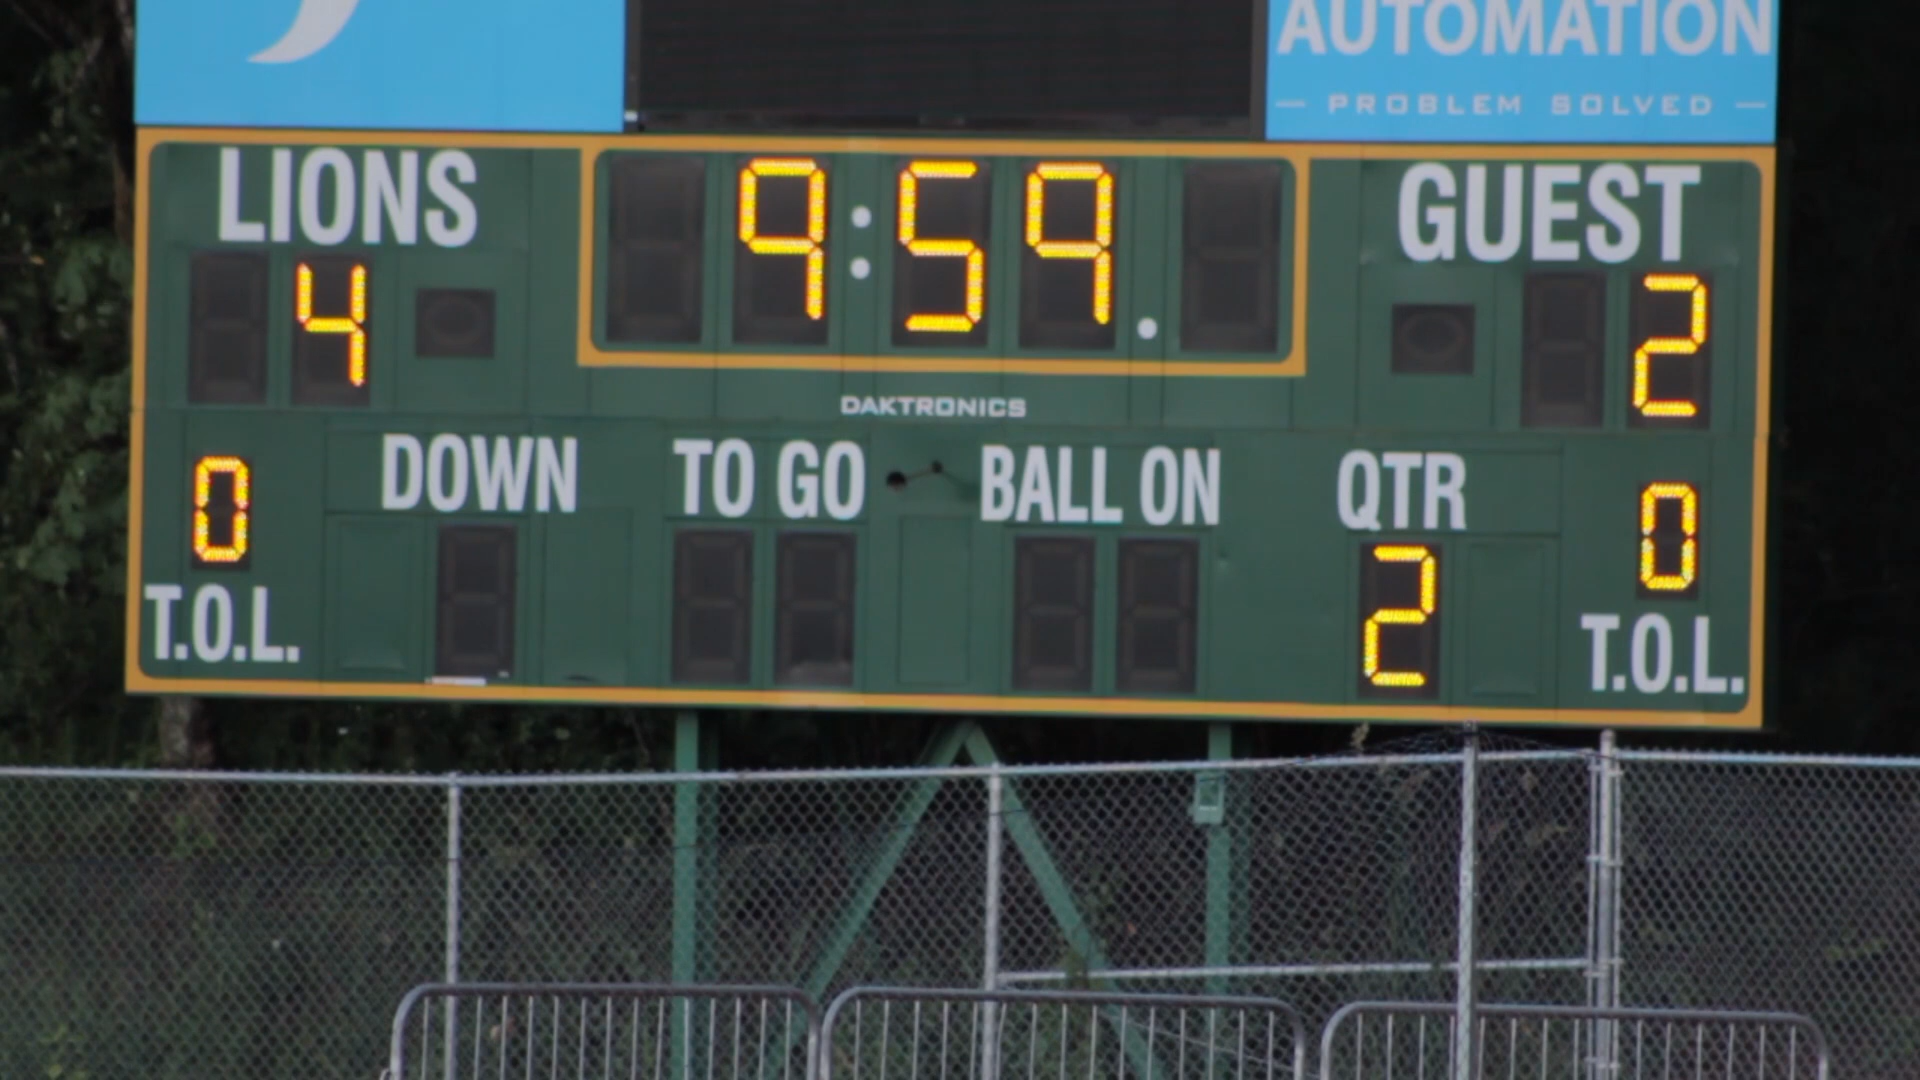 AUTOMATION
— PROBLEM SOLVED —
LIONS 9:59. GUEST
4 2
DAKTRONICS
DOWN TO GO BALL ON QTR
0 2 0
T.O.L. T.O.L.